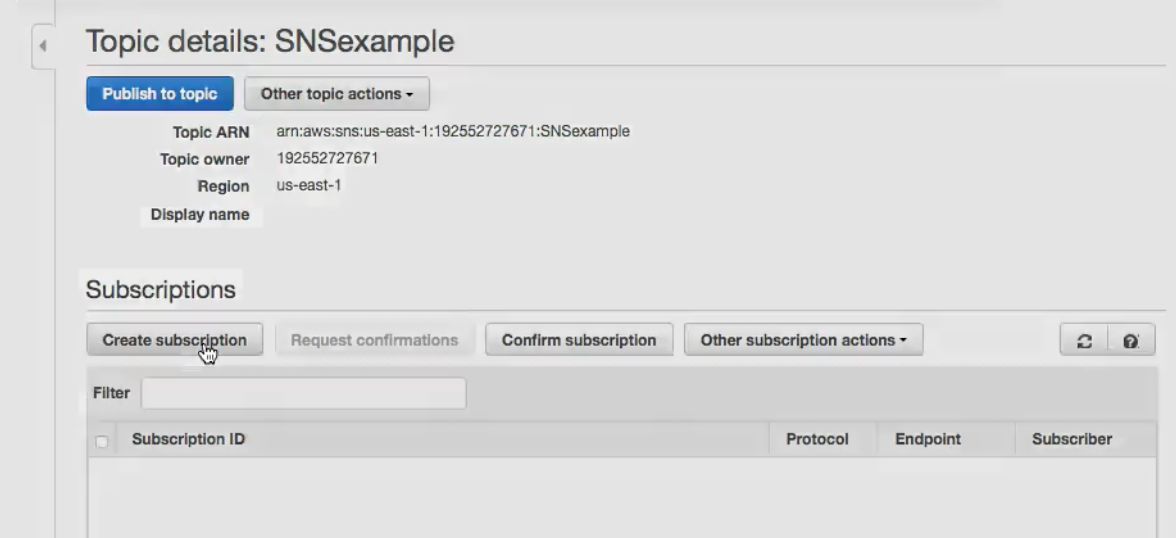 Topic details: SNSexample
Publish to topic Other topic actions
Topic ARN arn:aws:sns:us-east-1:192552727671:SNSexample
Topic owner 192552727671
Region us-east-1
Display name
Subscriptions
Create subscription Request confirmations Confirm subscription Other subscription actions
Filter
Subscription ID Protocol Endpoint Subscriber